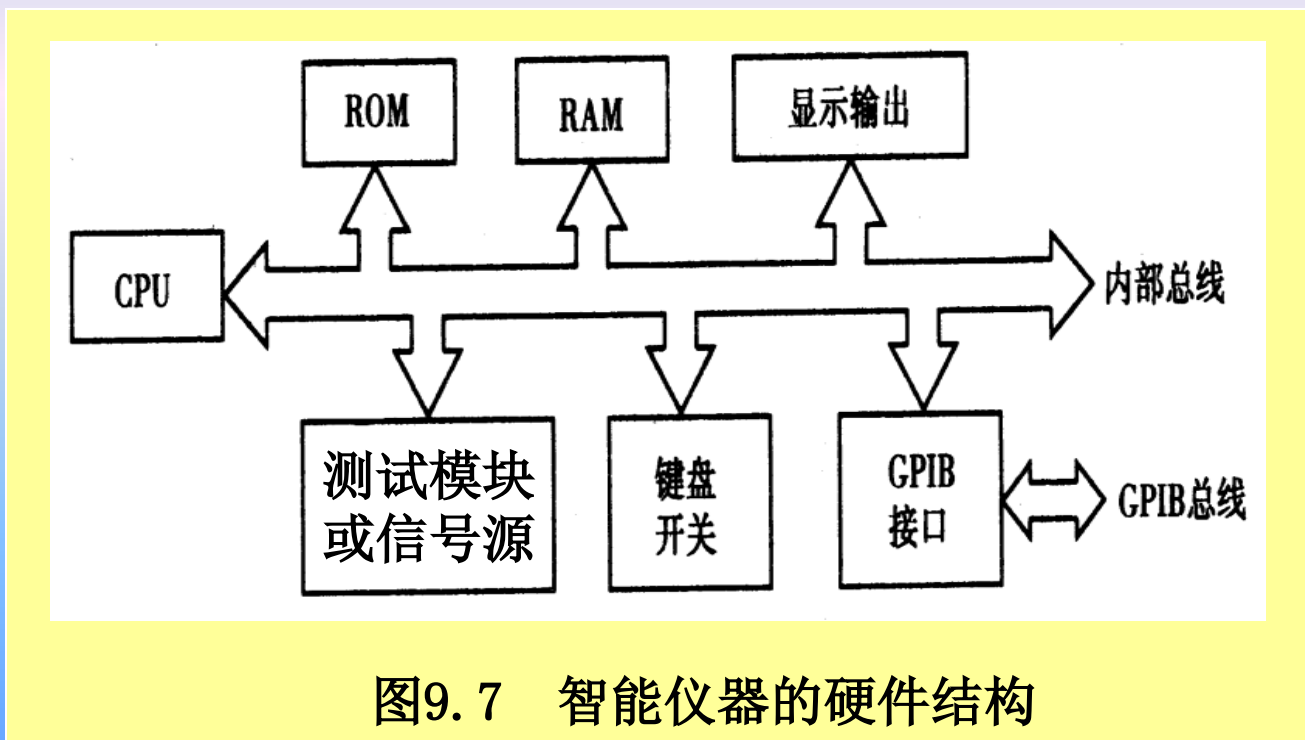 ROM
RAM
显示输出
CPU
内部总线
测试模块
或信号源
键盘
开关
GPIB
接口
GPIB总线
图9.7 智能仪器的硬件结构